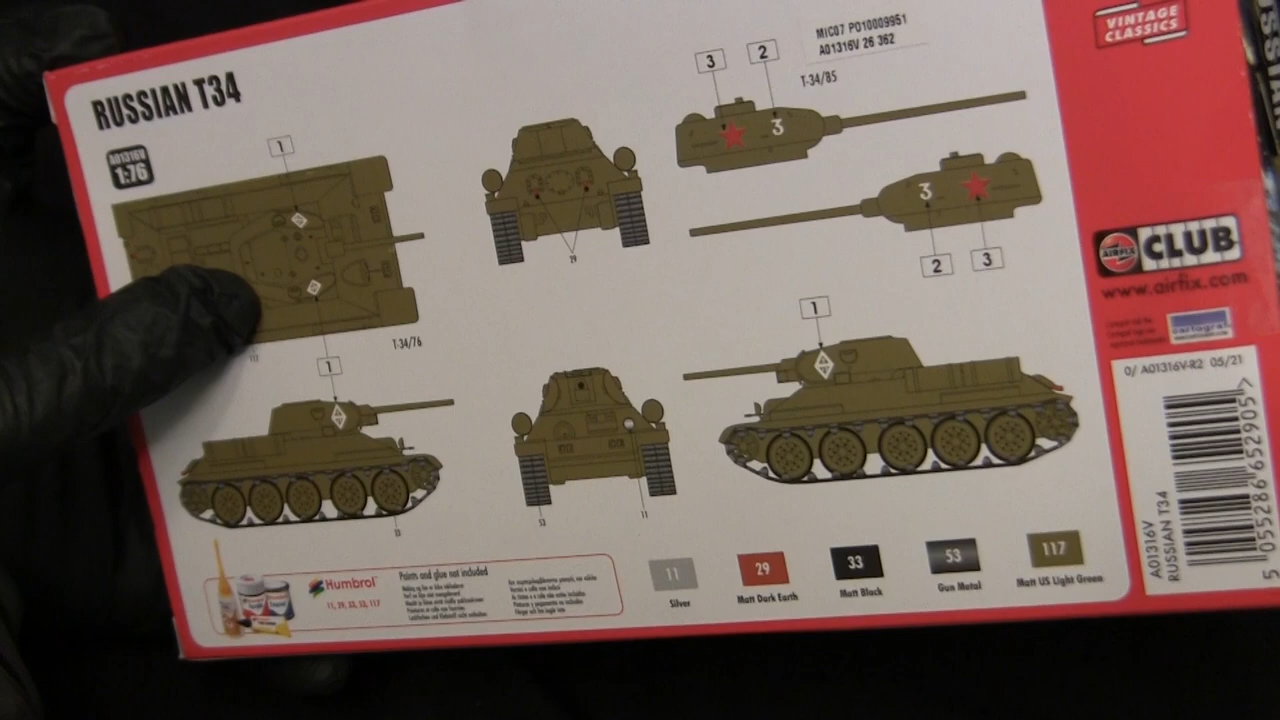 RUSSIAN T34
A01316V
1:76
1
1
T-34/76
117
29
3
2
MIC07 PO10009951
A01316V 26 362
T-34/85
3
3
2
3
1
33
53
11
VINTAGE
CLASSICS
AIRFIX CLUB
www.airfix.com
cartograf
0/ A01316V-R2 05/21
A01316V
RUSSIAN T34
5 055286 652905 >
Humbrol
11, 29, 33, 53, 117
Paints and glue not included
11
Silver
29
Matt Dark Earth
33
Matt Black
53
Gun Metal
117
Matt US Light Green